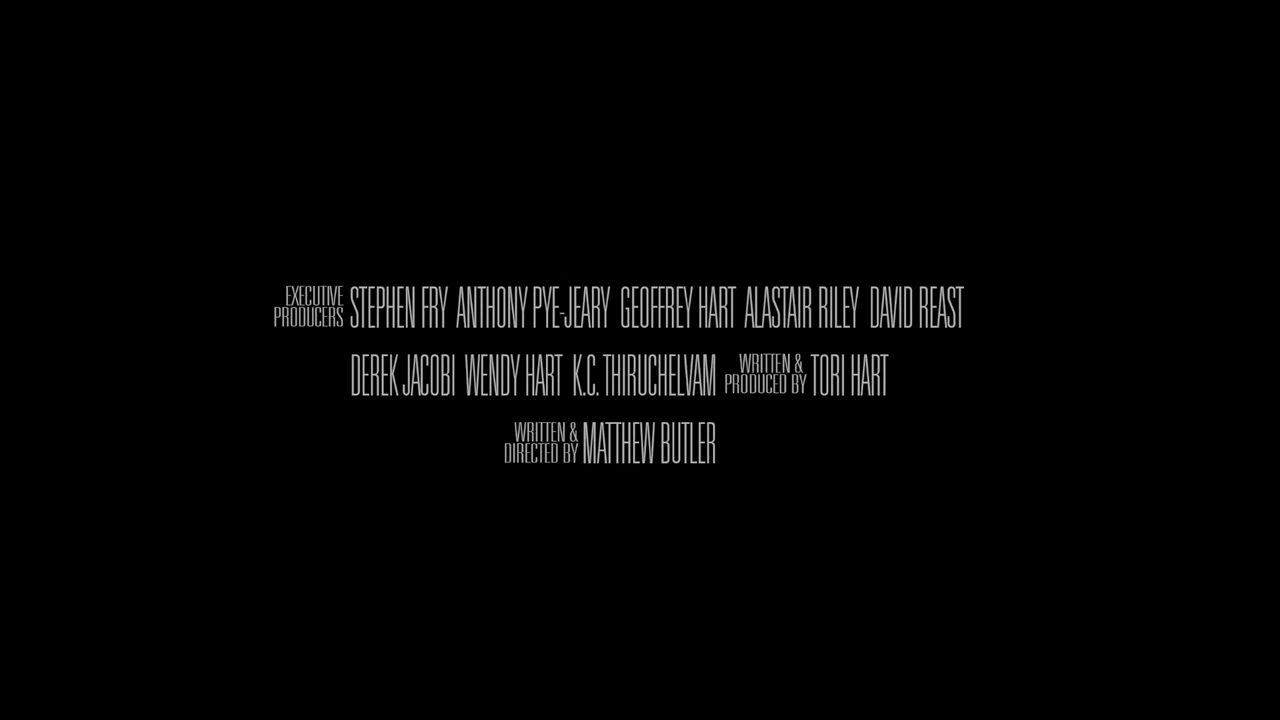 EXECUTIVE PRODUCERS STEPHEN FRY ANTHONY PYE-JEARY GEOFFREY HART ALASTAIR RILEY DAVID REAST
DEREK JACOBI WENDY HART K.C. THIRUCHELVAM WRITTEN & PRODUCED BY TORI HART
WRITTEN & DIRECTED BY MATTHEW BUTLER